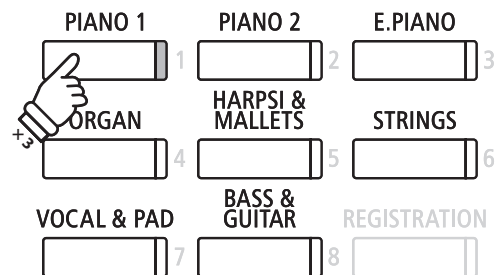 PIANO 1
PIANO 2
E.PIANO
1
2
3
×3
ORGAN
HARPSI &
MALLETS
STRINGS
4
5
6
VOCAL & PAD
BASS &
GUITAR
REGISTRATION
7
8